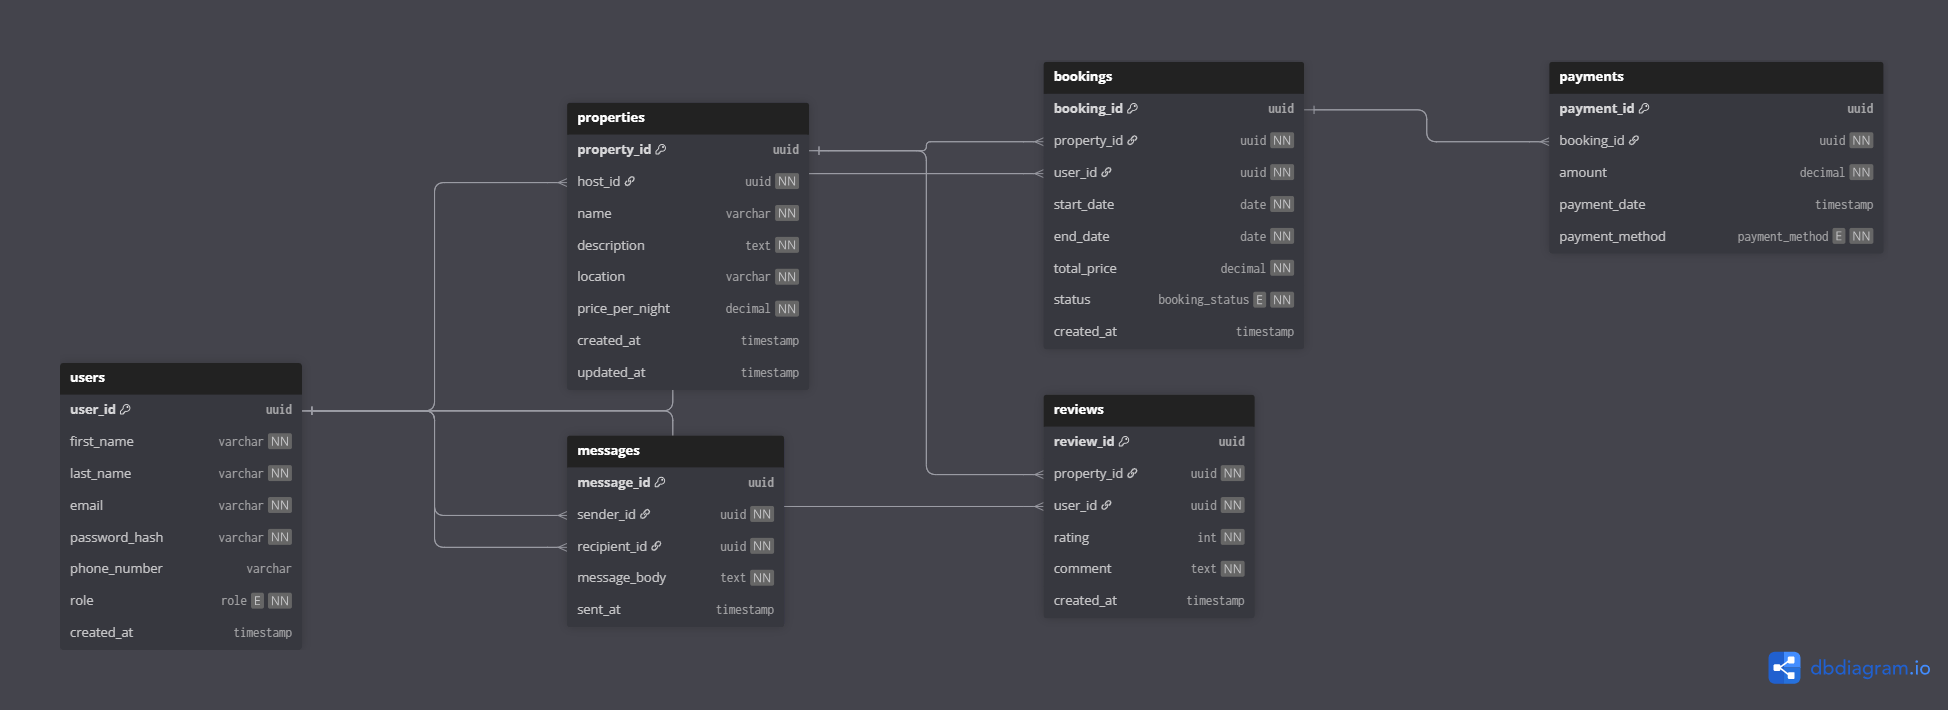 users
user_id uuid
first_name varchar NN
last_name varchar NN
email varchar NN
password_hash varchar NN
phone_number varchar
role role E NN
created_at timestamp
properties
property_id uuid
host_id uuid NN
name varchar NN
description text NN
location varchar NN
price_per_night decimal NN
created_at timestamp
updated_at timestamp
messages
message_id uuid
sender_id uuid NN
recipient_id uuid NN
message_body text NN
sent_at timestamp
bookings
booking_id uuid
property_id uuid NN
user_id uuid NN
start_date date NN
end_date date NN
total_price decimal NN
status booking_status E NN
created_at timestamp
reviews
review_id uuid
property_id uuid NN
user_id uuid NN
rating int NN
comment text NN
created_at timestamp
payments
payment_id uuid
booking_id uuid NN
amount decimal NN
payment_date timestamp
payment_method payment_method E NN
dbdiagram.io